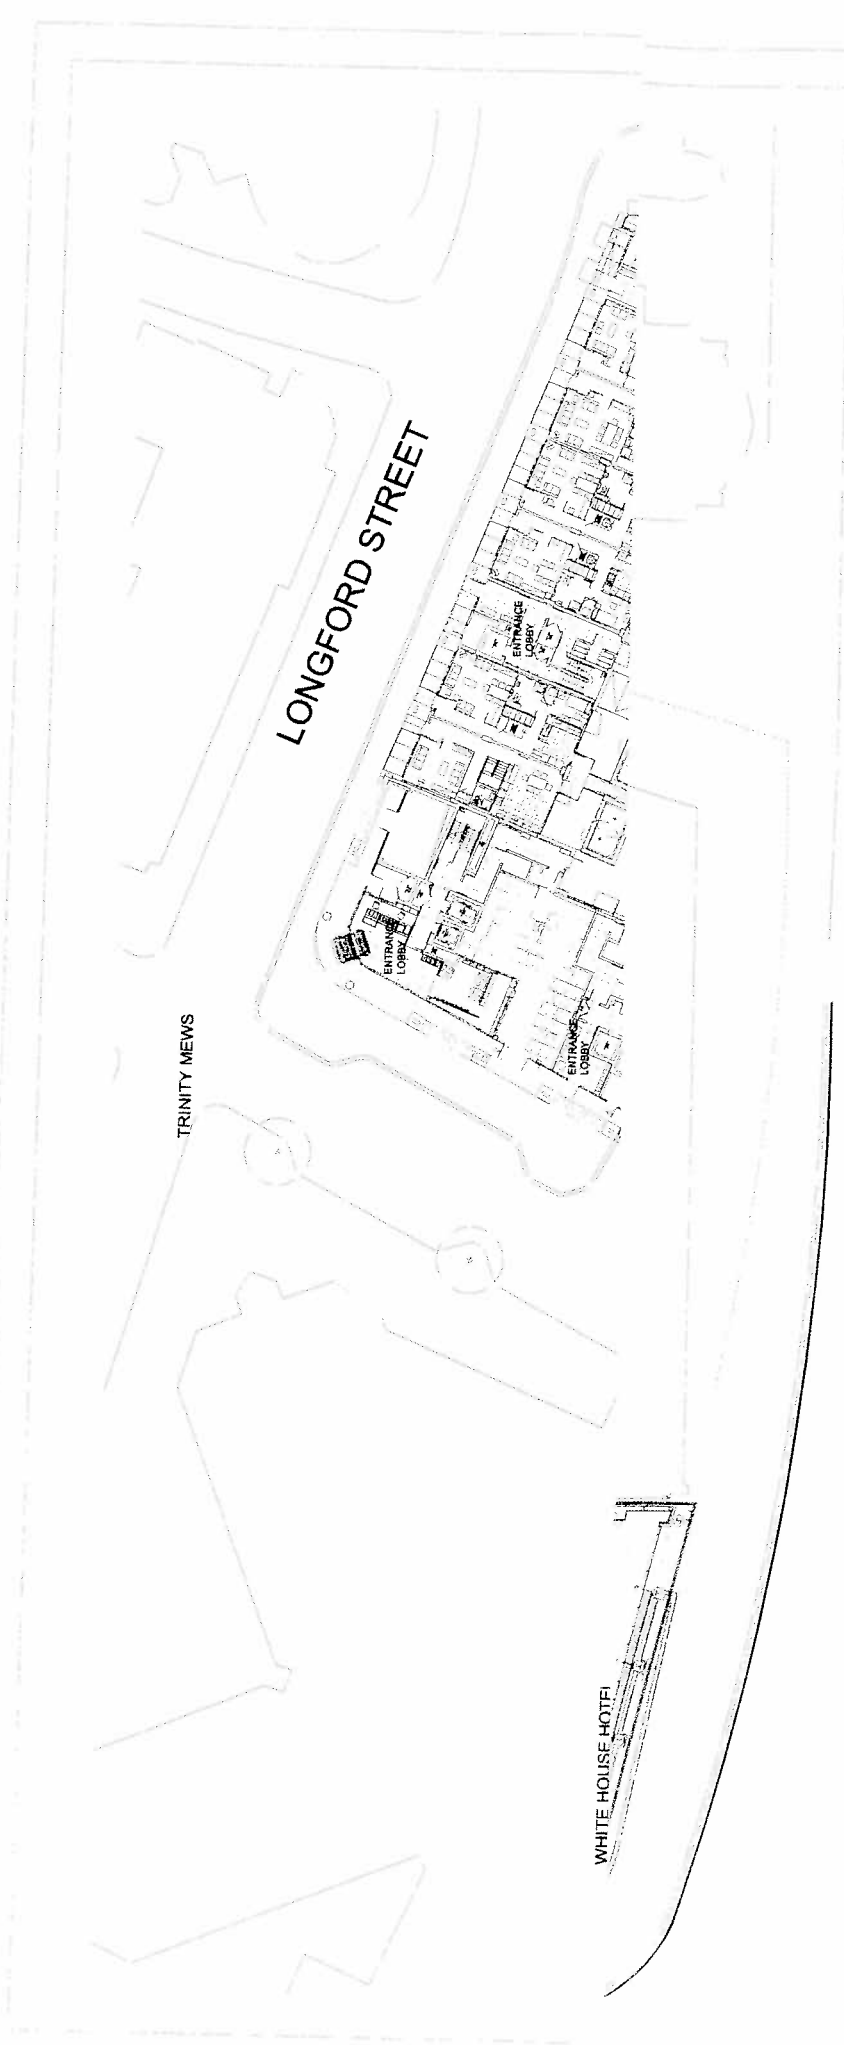 LONGFORD STREET
ENTRANCE
LOBBY
ENTRANCE
LOBBY
ENTRANCE
LOBBY
TRINITY MEWS
WHITE HOUSE HOTEL